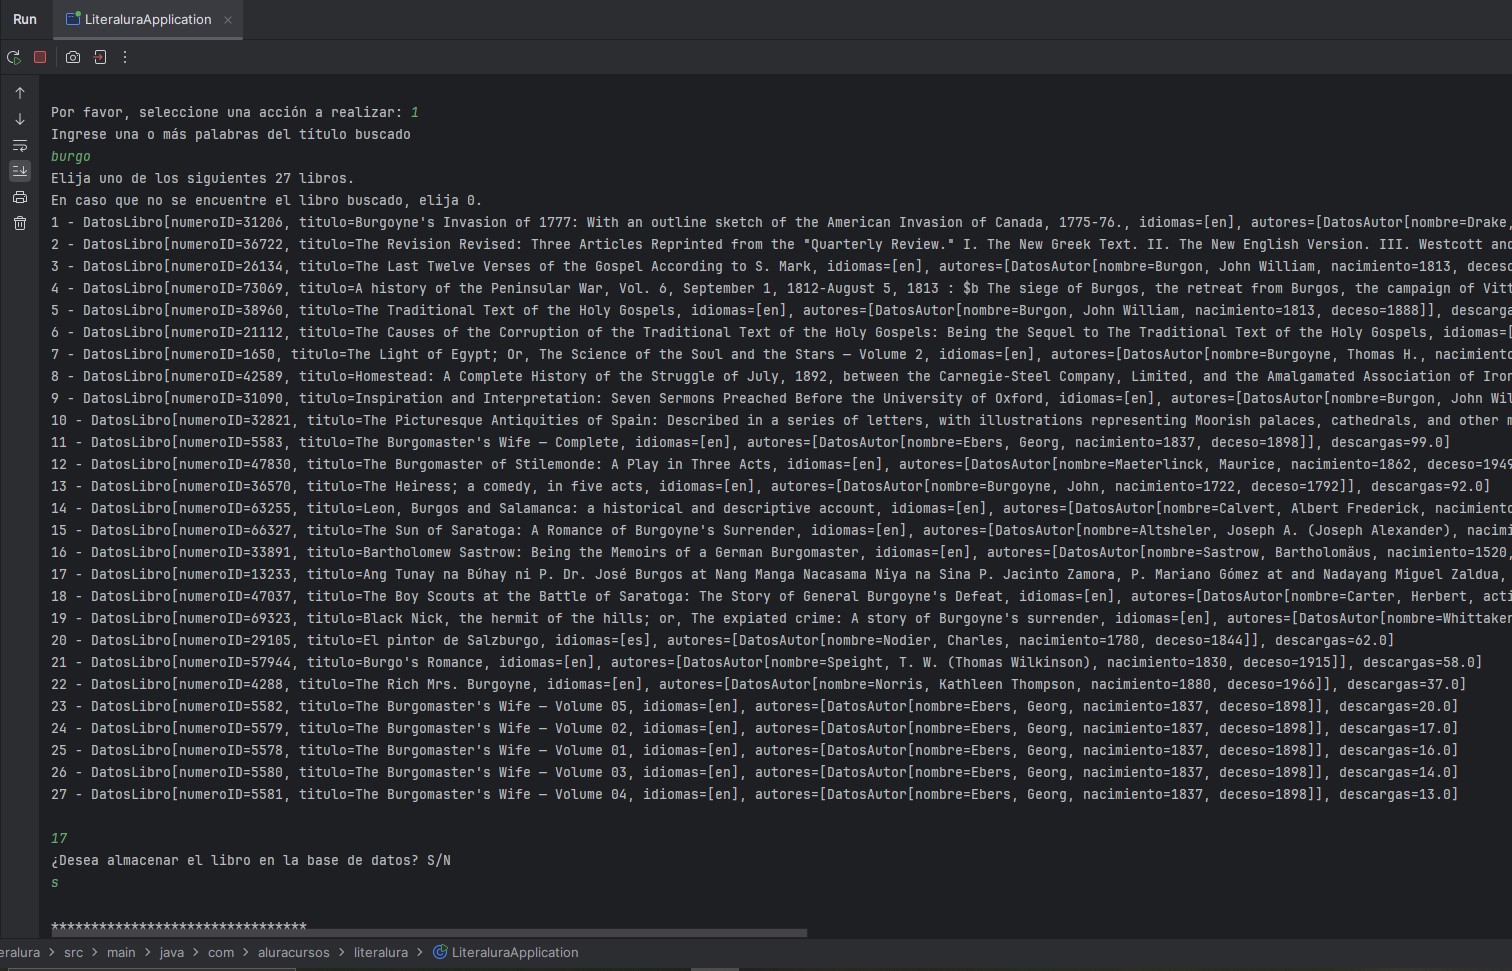 Run LiteraluraApplication
Por favor, seleccione una acción a realizar: 1
Ingrese una o más palabras del título buscado
burgo
Elija uno de los siguientes 27 libros.
En caso que no se encuentre el libro buscado, elija 0.
1 - DatosLibro[numeroID=31206, titulo=Burgoyne's Invasion of 1777: With an outline sketch of the American Invasion of Canada, 1775-76., idiomas=[en], autores=[DatosAutor[nombre=Drake,
2 - DatosLibro[numeroID=36722, titulo=The Revision Revised: Three Articles Reprinted from the "Quarterly Review." I. The New Greek Text. II. The New English Version. III. Westcott and
3 - DatosLibro[numeroID=26134, titulo=The Last Twelve Verses of the Gospel According to S. Mark, idiomas=[en], autores=[DatosAutor[nombre=Burgon, John William, nacimiento=1813, deceso
4 - DatosLibro[numeroID=73069, titulo=A history of the Peninsular War, Vol. 6, September 1, 1812-August 5, 1813 : $b The siege of Burgos, the retreat from Burgos, the campaign of Vitt
5 - DatosLibro[numeroID=38960, titulo=The Traditional Text of the Holy Gospels, idiomas=[en], autores=[DatosAutor[nombre=Burgon, John William, nacimiento=1813, deceso=1888]], descarga
6 - DatosLibro[numeroID=21112, titulo=The Causes of the Corruption of the Traditional Text of the Holy Gospels: Being the Sequel to The Traditional Text of the Holy Gospels, idiomas=[
7 - DatosLibro[numeroID=1650, titulo=The Light of Egypt; Or, The Science of the Soul and the Stars — Volume 2, idiomas=[en], autores=[DatosAutor[nombre=Burgoyne, Thomas H., nacimiento
8 - DatosLibro[numeroID=42589, titulo=Homestead: A Complete History of the Struggle of July, 1892, between the Carnegie-Steel Company, Limited, and the Amalgamated Association of Iron
9 - DatosLibro[numeroID=31090, titulo=Inspiration and Interpretation: Seven Sermons Preached Before the University of Oxford, idiomas=[en], autores=[DatosAutor[nombre=Burgon, John Wil
10 - DatosLibro[numeroID=32821, titulo=The Picturesque Antiquities of Spain: Described in a series of letters, with illustrations representing Moorish palaces, cathedrals, and other m
11 - DatosLibro[numeroID=5583, titulo=The Burgomaster's Wife — Complete, idiomas=[en], autores=[DatosAutor[nombre=Ebers, Georg, nacimiento=1837, deceso=1898]], descargas=99.0]
12 - DatosLibro[numeroID=47830, titulo=The Burgomaster of Stilemonde: A Play in Three Acts, idiomas=[en], autores=[DatosAutor[nombre=Maeterlinck, Maurice, nacimiento=1862, deceso=1949
13 - DatosLibro[numeroID=36570, titulo=The Heiress; a comedy, in five acts, idiomas=[en], autores=[DatosAutor[nombre=Burgoyne, John, nacimiento=1722, deceso=1792]], descargas=92.0]
14 - DatosLibro[numeroID=63255, titulo=Leon, Burgos and Salamanca: a historical and descriptive account, idiomas=[en], autores=[DatosAutor[nombre=Calvert, Albert Frederick, nacimiento
15 - DatosLibro[numeroID=66327, titulo=The Sun of Saratoga: A Romance of Burgoyne's Surrender, idiomas=[en], autores=[DatosAutor[nombre=Altsheler, Joseph A. (Joseph Alexander), nacimi
16 - DatosLibro[numeroID=33891, titulo=Bartholomew Sastrow: Being the Memoirs of a German Burgomaster, idiomas=[en], autores=[DatosAutor[nombre=Sastrow, Bartholomäus, nacimiento=1520,
17 - DatosLibro[numeroID=13233, titulo=Ang Tunay na Búhay ni P. Dr. José Burgos at Nang Manga Nacasama Niya na Sina P. Jacinto Zamora, P. Mariano Gómez at and Nadayang Miguel Zaldua,
18 - DatosLibro[numeroID=47037, titulo=The Boy Scouts at the Battle of Saratoga: The Story of General Burgoyne's Defeat, idiomas=[en], autores=[DatosAutor[nombre=Carter, Herbert, acti
19 - DatosLibro[numeroID=69323, titulo=Black Nick, the hermit of the hills; or, The expiated crime: A story of Burgoyne's surrender, idiomas=[en], autores=[DatosAutor[nombre=Whittaker
20 - DatosLibro[numeroID=29105, titulo=El pintor de Salzburgo, idiomas=[es], autores=[DatosAutor[nombre=Nodier, Charles, nacimiento=1780, deceso=1844]], descargas=62.0]
21 - DatosLibro[numeroID=57944, titulo=Burgo's Romance, idiomas=[en], autores=[DatosAutor[nombre=Speight, T. W. (Thomas Wilkinson), nacimiento=1830, deceso=1915]], descargas=58.0]
22 - DatosLibro[numeroID=4288, titulo=The Rich Mrs. Burgoyne, idiomas=[en], autores=[DatosAutor[nombre=Norris, Kathleen Thompson, nacimiento=1880, deceso=1966]], descargas=37.0]
23 - DatosLibro[numeroID=5582, titulo=The Burgomaster's Wife — Volume 05, idiomas=[en], autores=[DatosAutor[nombre=Ebers, Georg, nacimiento=1837, deceso=1898]], descargas=20.0]
24 - DatosLibro[numeroID=5579, titulo=The Burgomaster's Wife — Volume 02, idiomas=[en], autores=[DatosAutor[nombre=Ebers, Georg, nacimiento=1837, deceso=1898]], descargas=17.0]
25 - DatosLibro[numeroID=5578, titulo=The Burgomaster's Wife — Volume 01, idiomas=[en], autores=[DatosAutor[nombre=Ebers, Georg, nacimiento=1837, deceso=1898]], descargas=16.0]
26 - DatosLibro[numeroID=5580, titulo=The Burgomaster's Wife — Volume 03, idiomas=[en], autores=[DatosAutor[nombre=Ebers, Georg, nacimiento=1837, deceso=1898]], descargas=14.0]
27 - DatosLibro[numeroID=5581, titulo=The Burgomaster's Wife — Volume 04, idiomas=[en], autores=[DatosAutor[nombre=Ebers, Georg, nacimiento=1837, deceso=1898]], descargas=13.0]
17
¿Desea almacenar el libro en la base de datos? S/N
s
********************************
eralura > src > main > java > com > aluracursos > literalura > LiteraluraApplication